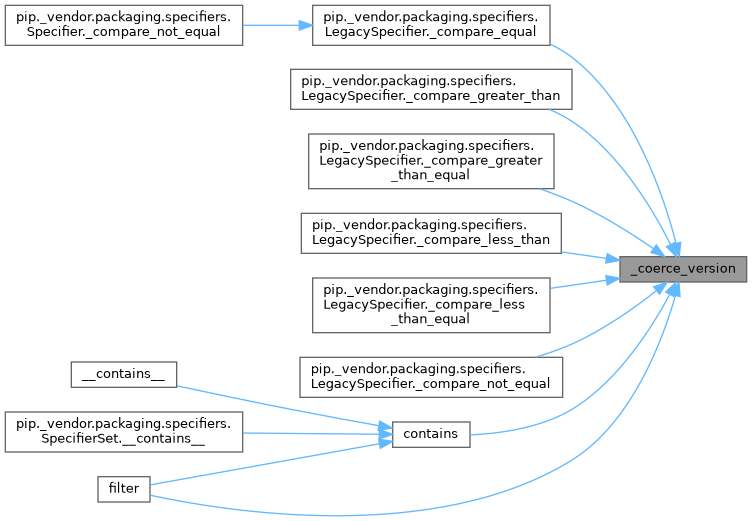 pip._vendor.packaging.specifiers.
Specifier._compare_not_equal
pip._vendor.packaging.specifiers.
LegacySpecifier._compare_equal
pip._vendor.packaging.specifiers.
LegacySpecifier._compare_greater_than
pip._vendor.packaging.specifiers.
LegacySpecifier._compare_greater
_than_equal
pip._vendor.packaging.specifiers.
LegacySpecifier._compare_less_than
_coerce_version
pip._vendor.packaging.specifiers.
LegacySpecifier._compare_less
_than_equal
pip._vendor.packaging.specifiers.
LegacySpecifier._compare_not_equal
__contains__
pip._vendor.packaging.specifiers.
SpecifierSet.__contains__
contains
filter